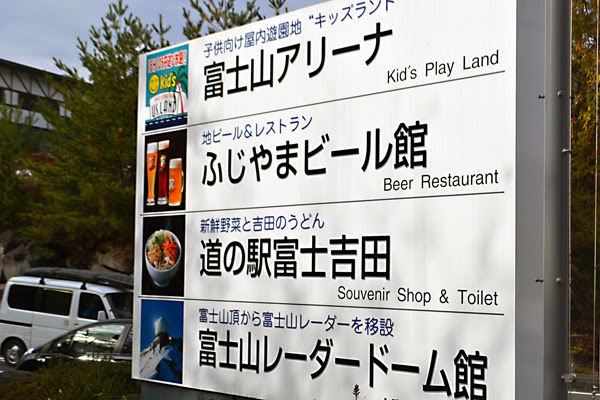 子供向け屋内遊園地 “キッズランド
富士山アリーナ
Kid's Play Land
Kid's
US LAND
地ビール&レストラン
ふじやまビール館
Beer Restaurant
新鮮野菜と吉田のうどん
道の駅富士吉田
Souvenir Shop & Toilet
富士山頂から富士山レーダーを移設
富士山レーダードーム館